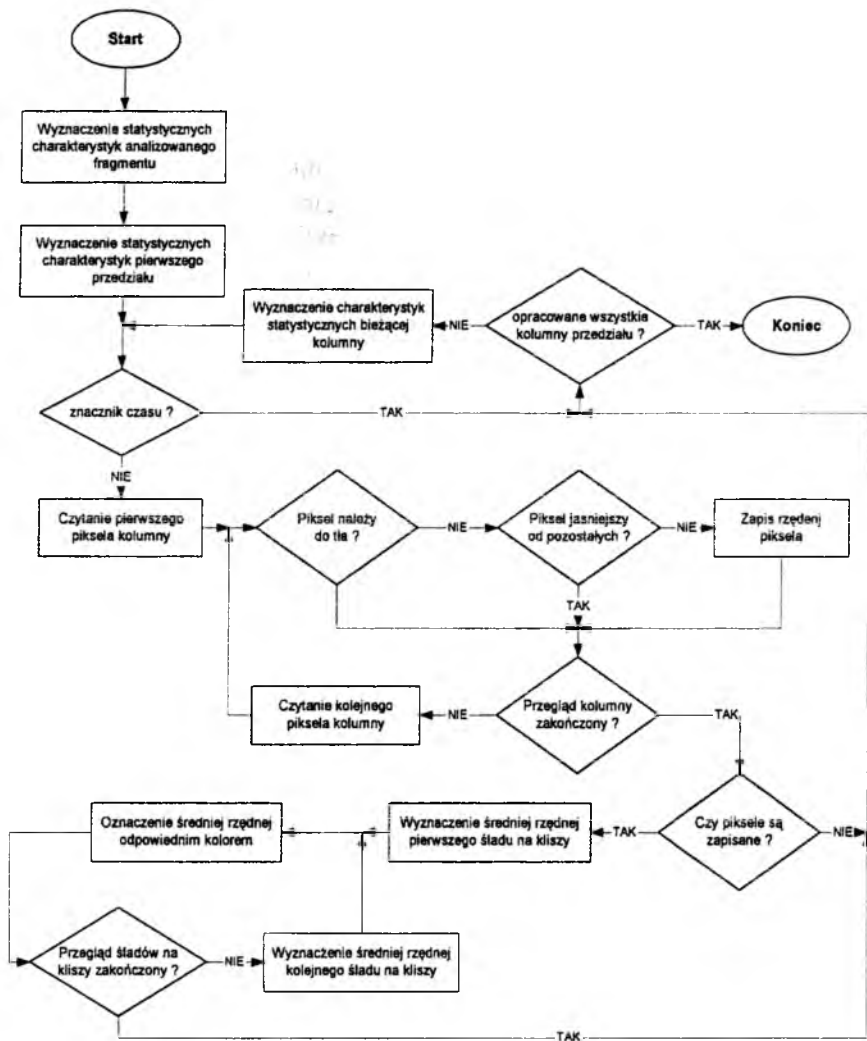 Start
Wyznaczenie statystycznych
charakterystyk analizowanego
fragmentu
Wyznaczenie statystycznych
charakterystyk pierwszego
przedziału
Wyznaczenie charakterystyk
statystycznych bieżącej
kolumny
NIE
opracowane wszystkie
kolumny przedziału ?
TAK
Koniec
znacznik czasu ?
TAK
NIE
Czytanie pierwszego
piksela kolumny
Piksel należy
do tła ?
NIE
Piksel jasniejszy
od pozostałych ?
NIE
Zapis rzędenj
piksela
TAK
Czytanie kolejnego
piksela kolumny
NIE
Przegląd kolumny
zakończony ?
TAK
Oznaczenie średniej rzędnej
odpowiednim kolorem
Wyznaczenie średniej rzędnej
pierwszego śladu na kliszy
TAK
Czy piksele są
zapisane ?
NIE
Przegląd śladów na
kliszy zakończony ?
NIE
Wyznaczenie średniej rzędnej
kolejnego śladu na kliszy
TAK